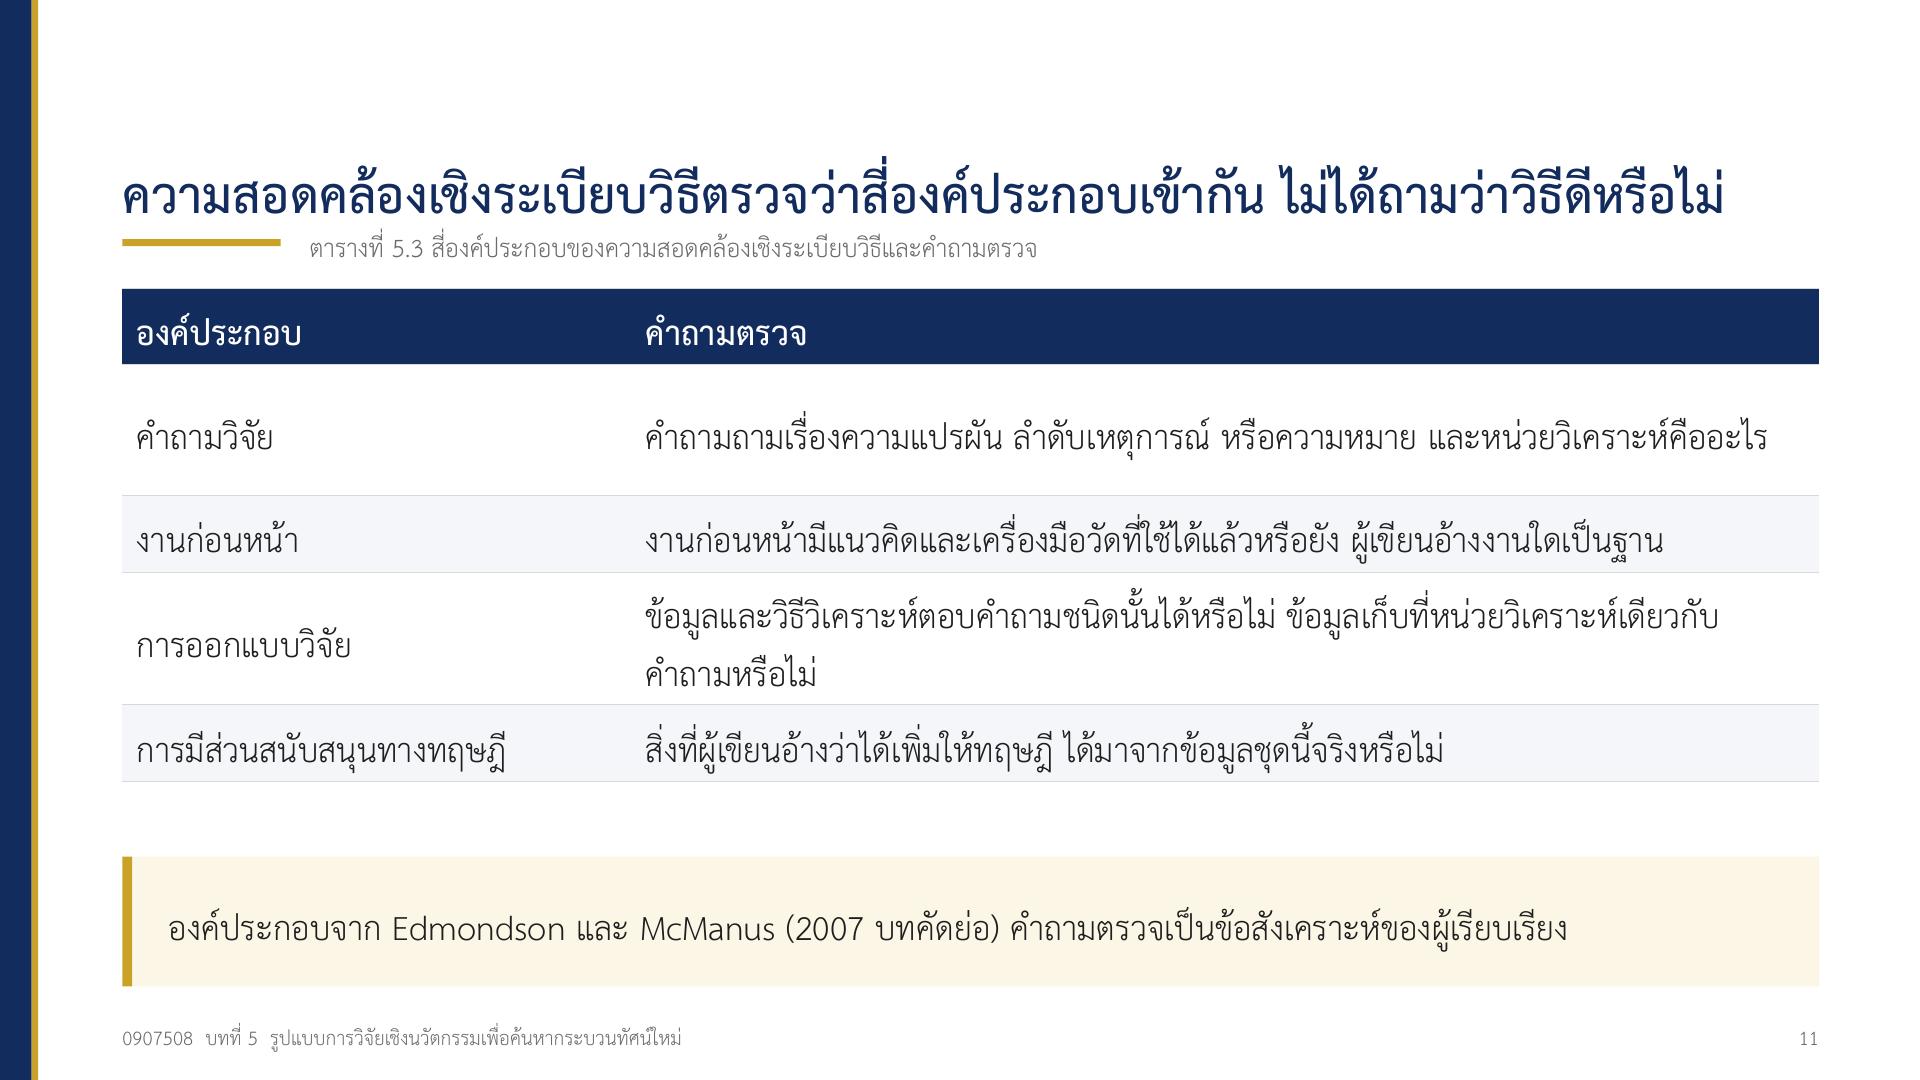 ความสอดคล้องเชิงระเบียบวิธีตรวจว่าสี่องค์ประกอบเข้ากัน ไม่ได้ถามว่าวิธีดีหรือไม่
ตารางที่ 5.3 สี่องค์ประกอบของความสอดคล้องเชิงระเบียบวิธีและคำถามตรวจ
องค์ประกอบ คำถามตรวจ
คำถามวิจัย คำถามถามเรื่องความแปรผัน ลำดับเหตุการณ์ หรือความหมาย และหน่วยวิเคราะห์คืออะไร
งานก่อนหน้า งานก่อนหน้ามีแนวคิดและเครื่องมือวัดที่ใช้ได้แล้วหรือยัง ผู้เขียนอ้างงานใดเป็นฐาน
การออกแบบวิจัย ข้อมูลและวิธีวิเคราะห์ตอบคำถามชนิดนั้นได้หรือไม่ ข้อมูลเก็บที่หน่วยวิเคราะห์เดียวกับ
คำถามหรือไม่
การมีส่วนสนับสนุนทางทฤษฎี สิ่งที่ผู้เขียนอ้างว่าได้เพิ่มให้ทฤษฎี ได้มาจากข้อมูลชุดนี้จริงหรือไม่
องค์ประกอบจาก Edmondson และ McManus (2007 บทคัดย่อ) คำถามตรวจเป็นข้อสังเคราะห์ของผู้เรียบเรียง
0907508 บทที่ 5 รูปแบบการวิจัยเชิงนวัตกรรมเพื่อค้นหากระบวนทัศน์ใหม่ 11